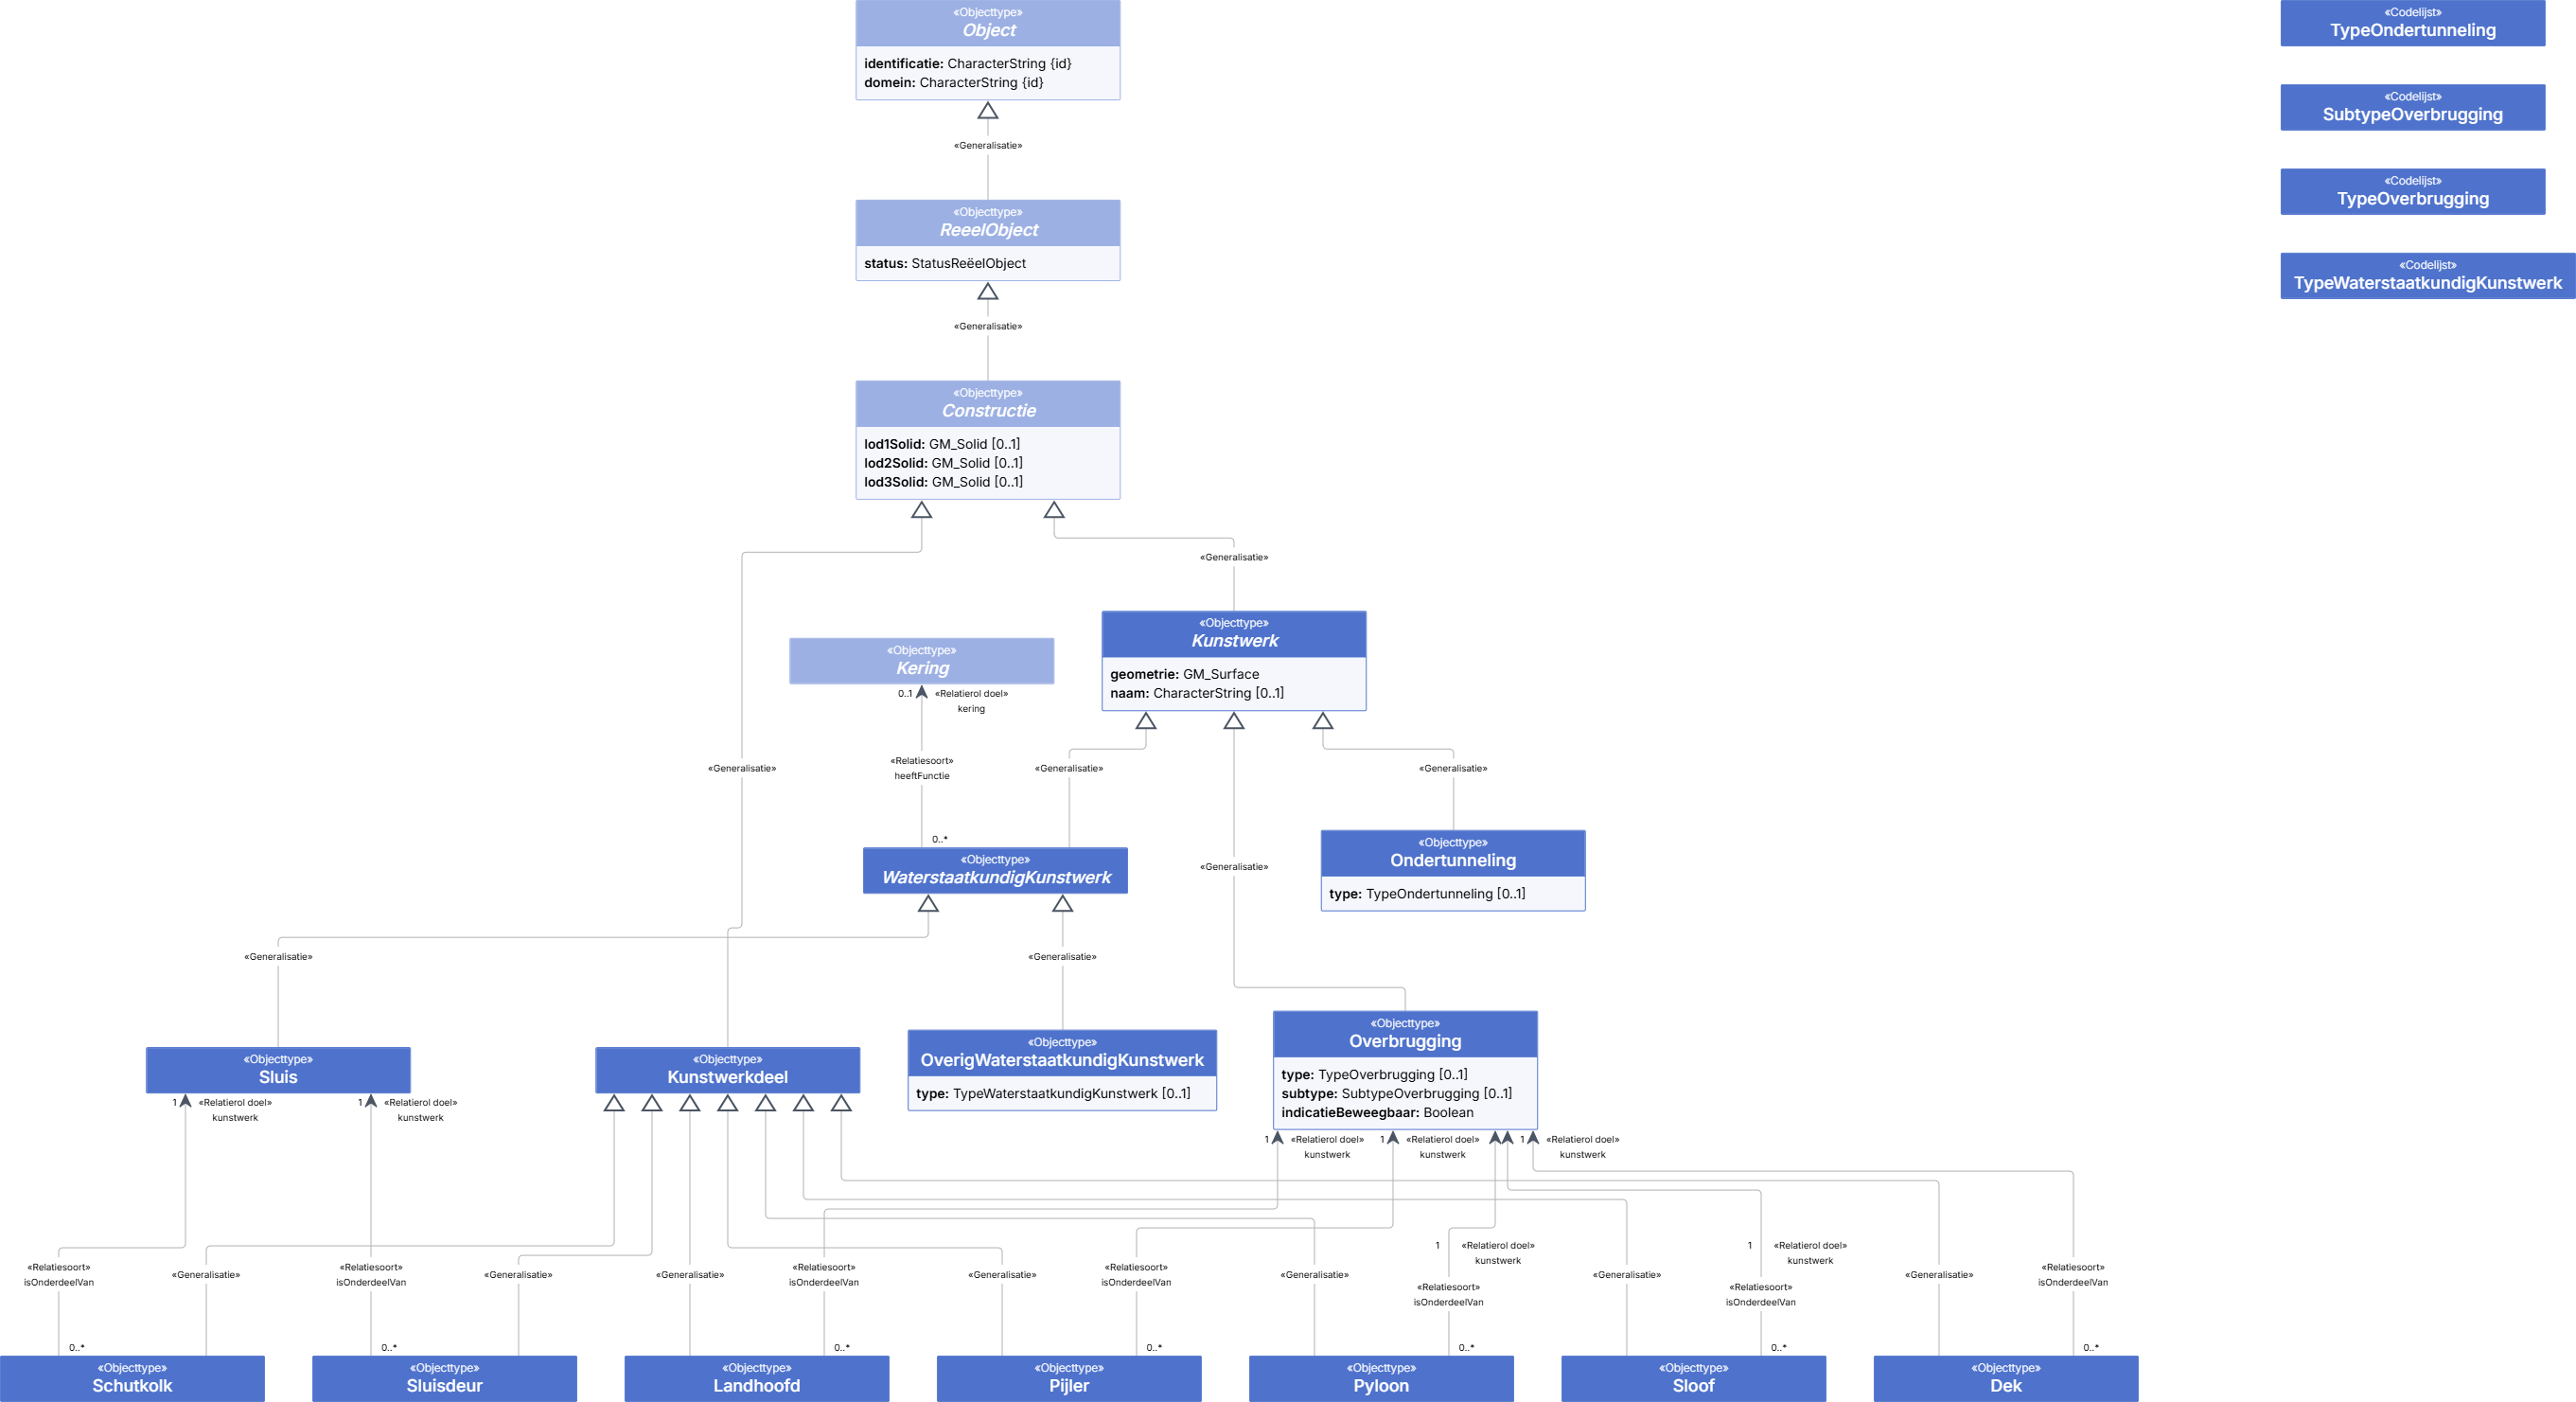 «Objecttype»
Object
identificatie: CharacterString {id}
domein: CharacterString {id}
«Codelijst»
TypeOndertunneling
«Codelijst»
SubtypeOverbrugging
«Codelijst»
TypeOverbrugging
«Codelijst»
TypeWaterstaatkundigKunstwerk
«Generalisatie»
«Objecttype»
ReeelObject
status: StatusReëelObject
«Generalisatie»
«Objecttype»
Constructie
lod1Solid: GM_Solid [0..1]
lod2Solid: GM_Solid [0..1]
lod3Solid: GM_Solid [0..1]
«Generalisatie»
«Objecttype»
Kunstwerk
geometrie: GM_Surface
naam: CharacterString [0..1]
«Objecttype»
Kering
0..1 «Relatierol doel»
kering
«Generalisatie»
«Relatiesoort»
heeftFunctie
«Generalisatie»
«Generalisatie»
0..*
«Objecttype»
WaterstaatkundigKunstwerk
«Generalisatie»
«Objecttype»
Ondertunneling
type: TypeOndertunneling [0..1]
«Generalisatie»
«Generalisatie»
«Objecttype»
Sluis
«Objecttype»
Kunstwerkdeel
«Objecttype»
OverigWaterstaatkundigKunstwerk
type: TypeWaterstaatkundigKunstwerk [0..1]
«Objecttype»
Overbrugging
type: TypeOverbrugging [0..1]
subtype: SubtypeOverbrugging [0..1]
indicatieBeweegbaar: Boolean
1 «Relatierol doel»
kunstwerk
1 «Relatierol doel»
kunstwerk
1 «Relatierol doel»
kunstwerk
1 «Relatierol doel»
kunstwerk
1 «Relatierol doel»
kunstwerk
1 «Relatierol doel»
kunstwerk
1 «Relatierol doel»
kunstwerk
«Relatiesoort»
isOnderdeelVan
«Generalisatie»
«Relatiesoort»
isOnderdeelVan
«Generalisatie»
«Generalisatie»
«Relatiesoort»
isOnderdeelVan
«Generalisatie»
«Relatiesoort»
isOnderdeelVan
«Generalisatie»
«Relatiesoort»
isOnderdeelVan
«Generalisatie»
«Relatiesoort»
isOnderdeelVan
«Generalisatie»
«Relatiesoort»
isOnderdeelVan
0..*
0..*
0..*
0..*
0..*
0..*
0..*
«Objecttype»
Schutkolk
«Objecttype»
Sluisdeur
«Objecttype»
Landhoofd
«Objecttype»
Pijler
«Objecttype»
Pyloon
«Objecttype»
Sloof
«Objecttype»
Dek